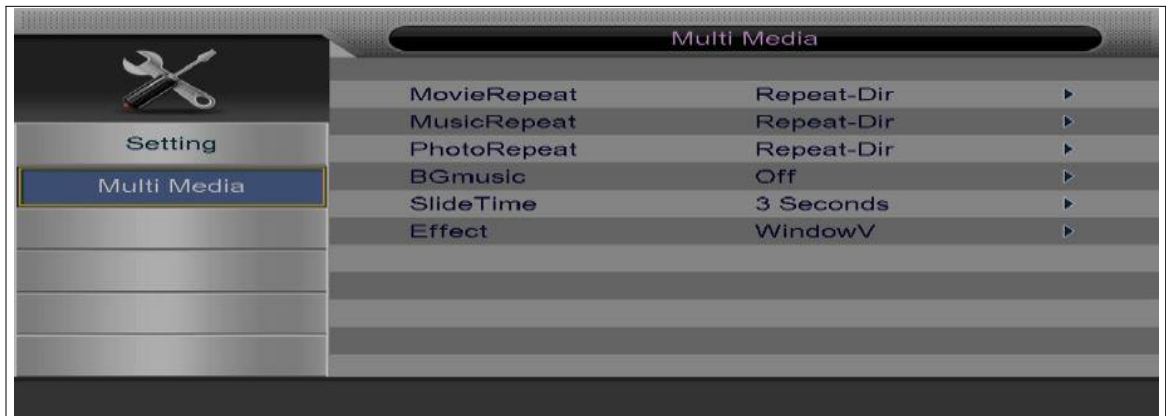 Multi Media
Setting
Multi Media
MovieRepeat Repeat-Dir
MusicRepeat Repeat-Dir
PhotoRepeat Repeat-Dir
BGmusic Off
SlideTime 3 Seconds
Effect WindowV